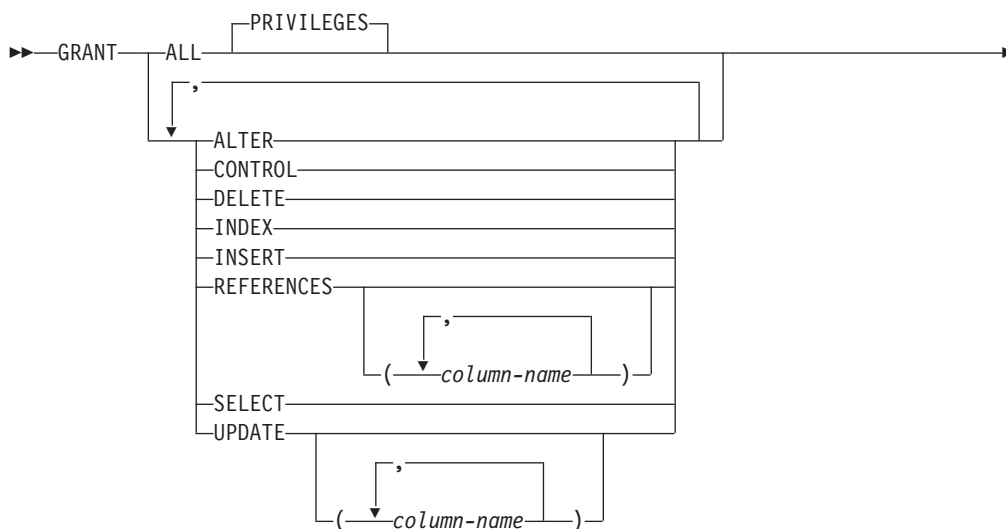 PRIVILEGES
GRANT ALL
,
ALTER
CONTROL
DELETE
INDEX
INSERT
REFERENCES
,
( column-name )
SELECT
UPDATE
,
( column-name )